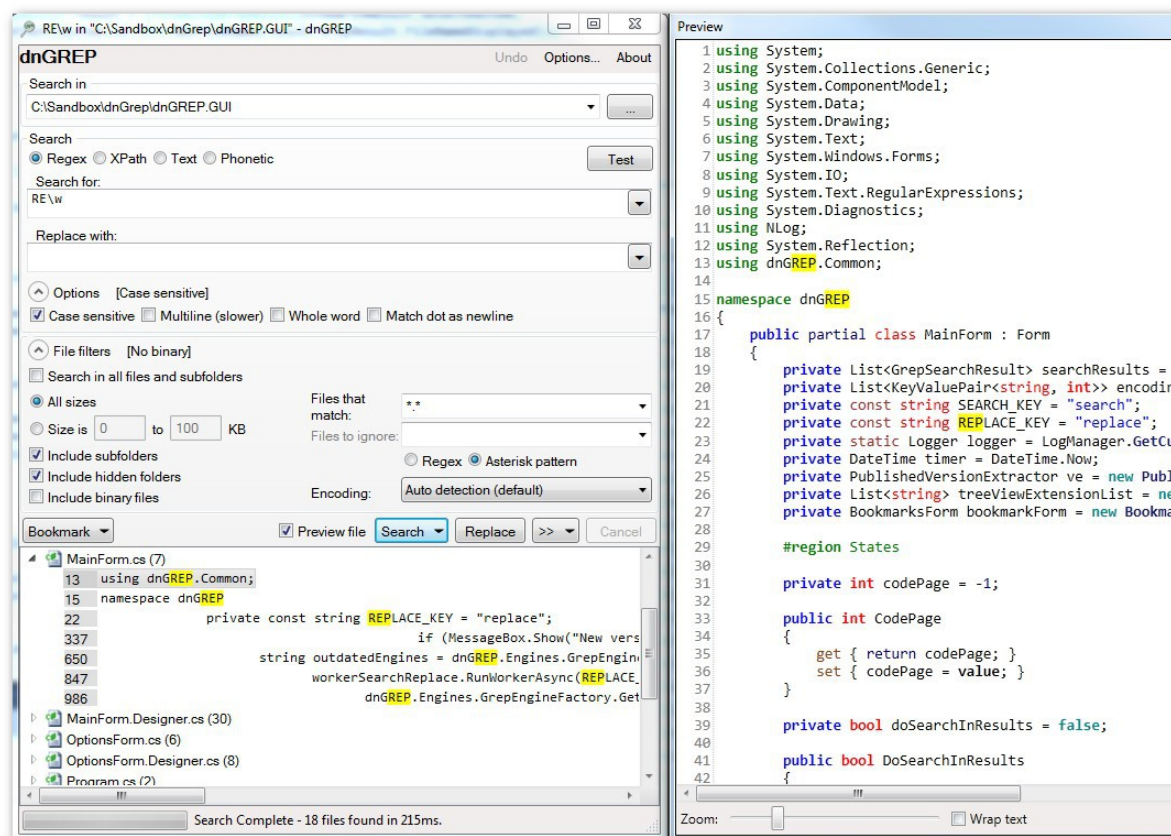 RE\w in "C:\Sandbox\dnGrep\dnGREP.GUI" - dnGREP
dnGREP Undo Options... About
Search in
C:\Sandbox\dnGrep\dnGREP.GUI ...
Search
Regex XPath Text Phonetic Test
Search for:
RE\w
Replace with:
Options [Case sensitive]
Case sensitive Multiline (slower) Whole word Match dot as newline
File filters [No binary]
Search in all files and subfolders
All sizes Files that match: *.*
Size is 0 to 100 KB Files to ignore:
Include subfolders Regex Asterisk pattern
Include hidden folders
Include binary files Encoding: Auto detection (default)
Bookmark Preview file Search Replace >> Cancel
MainForm.cs (7)
13 using dnGREP.Common;
15 namespace dnGREP
22 private const string REPLACE_KEY = "replace";
337 if (MessageBox.Show("New vers
650 string outdatedEngines = dnGREP.Engines.GrepEngin
847 workerSearchReplace.RunWorkerAsync(REPLACE_
986 dnGREP.Engines.GrepEngineFactory.Get
MainForm.Designer.cs (30)
OptionsForm.cs (6)
OptionsForm.Designer.cs (8)
Program.cs (2)
Search Complete - 18 files found in 215ms.
Preview
1 using System;
2 using System.Collections.Generic;
3 using System.ComponentModel;
4 using System.Data;
5 using System.Drawing;
6 using System.Text;
7 using System.Windows.Forms;
8 using System.IO;
9 using System.Text.RegularExpressions;
10 using System.Diagnostics;
11 using NLog;
12 using System.Reflection;
13 using dnGREP.Common;
14
15 namespace dnGREP
16 {
17 public partial class MainForm : Form
18 {
19 private List<GrepSearchResult> searchResults =
20 private List<KeyValuePair<string, int>> encodin
21 private const string SEARCH_KEY = "search";
22 private const string REPLACE_KEY = "replace";
23 private static Logger logger = LogManager.GetCu
24 private DateTime timer = DateTime.Now;
25 private PublishedVersionExtractor ve = new Publ
26 private List<string> treeViewExtensionList = ne
27 private BookmarksForm bookmarkForm = new Bookma
28
29 #region States
30
31 private int codePage = -1;
32
33 public int CodePage
34 {
35 get { return codePage; }
36 set { codePage = value; }
37 }
38
39 private bool doSearchInResults = false;
40
41 public bool DoSearchInResults
42 {
Zoom: Wrap text